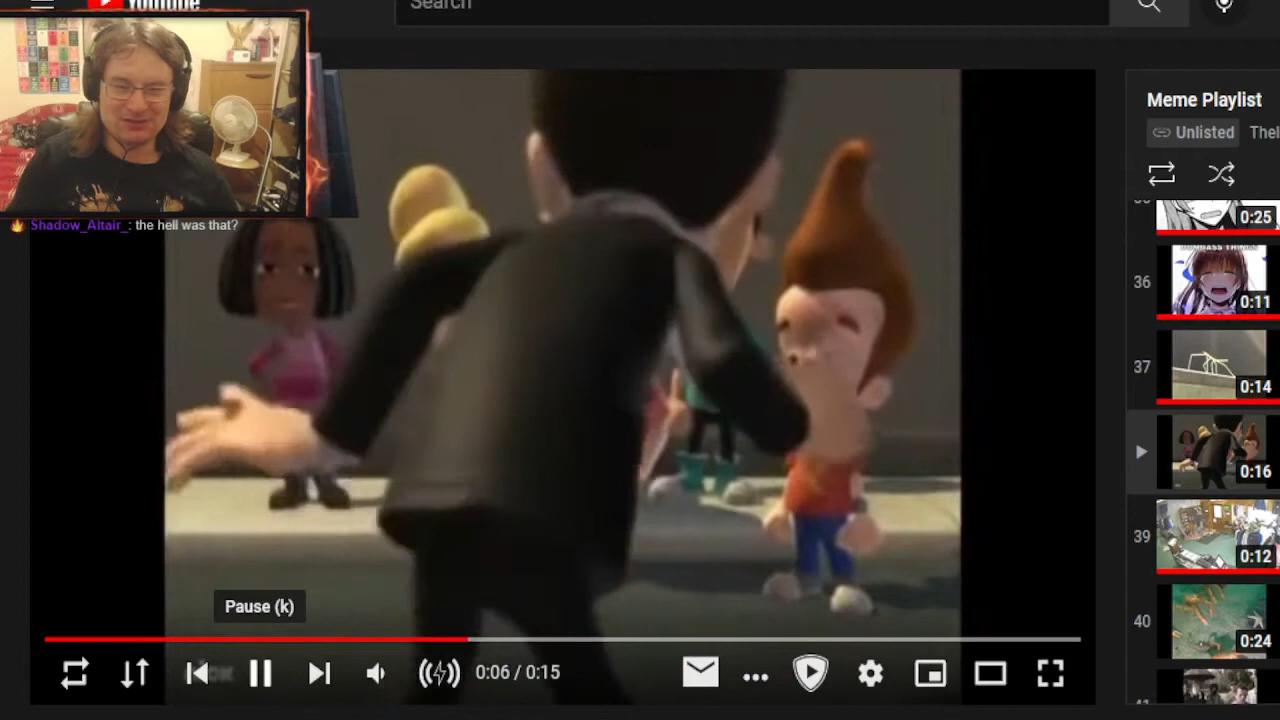 YouTube
Search
Meme Playlist
Unlisted
Shadow_Altair_: the hell was that?
0:25
36
0:11
37
0:14
0:16
39
0:12
40
0:24
Pause (k)
0:06 / 0:15